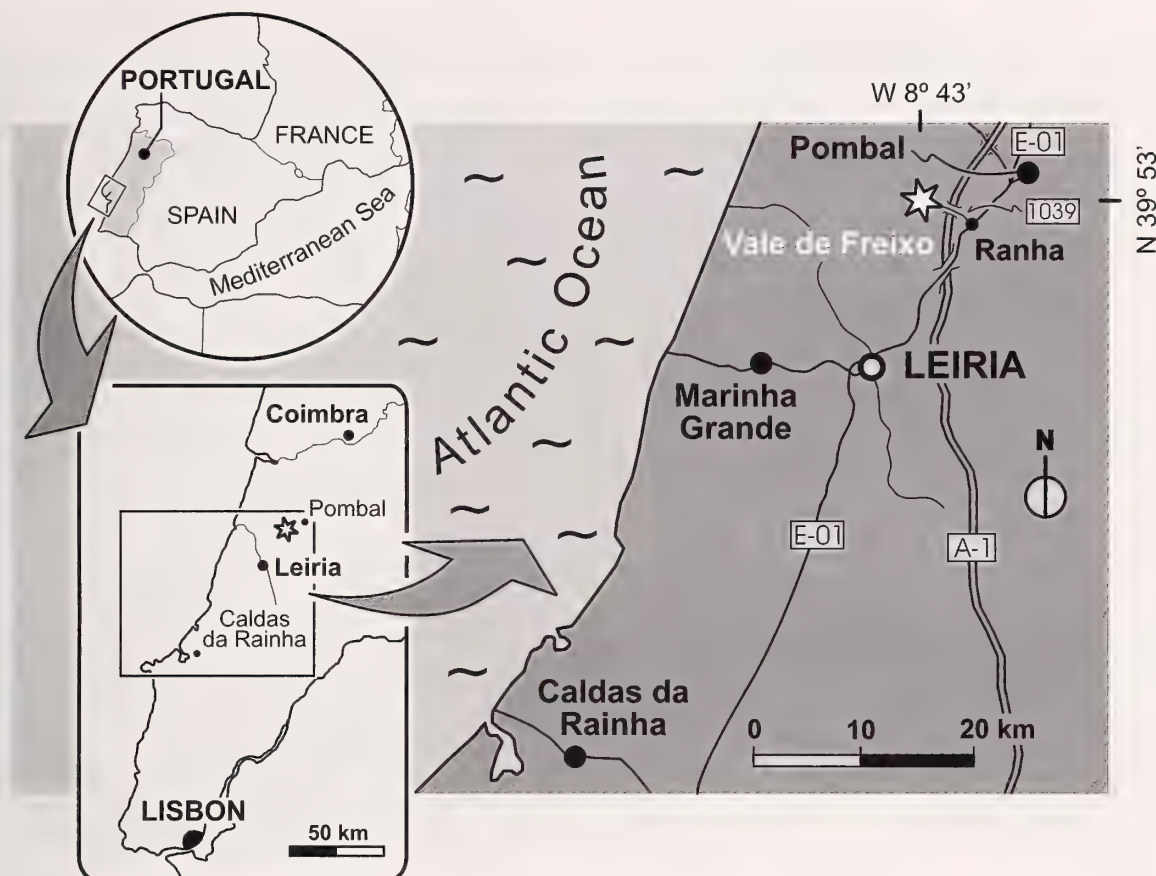 PORTUGAL
FRANCE
SPAIN
Mediterranean Sea
Coimbra
Pombal
Leiria
Caldas
da Rainha
LISBON
50 km
Atlantic Ocean
W 8º 43'
N 39º 53'
Pombal
E-01
1039
Vale de Freixo
Ranha
LEIRIA
Marinha
Grande
N
E-01
A-1
Caldas da
Rainha
0 10 20 km